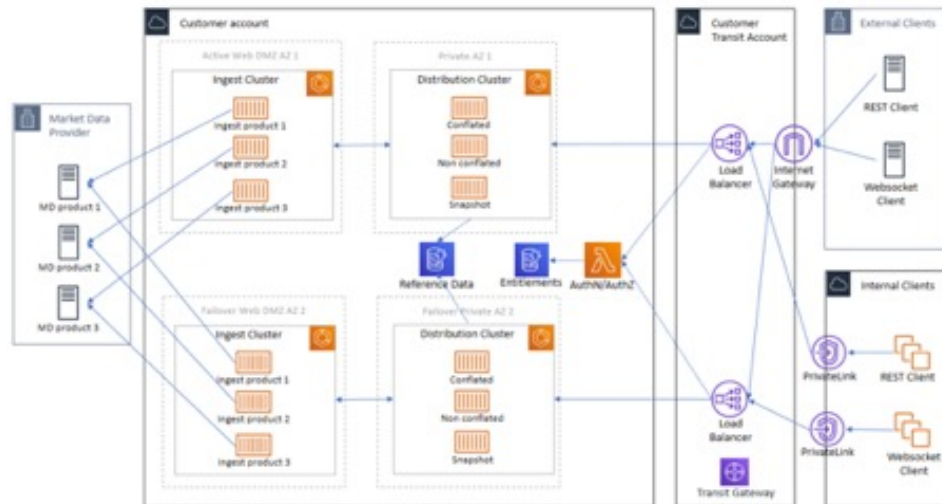 Customer account
Customer
Transit Account
External Clients
Active Web DMZ AZ 1
Private AZ 1
Ingest Cluster
Distribution Cluster
Market Data
Provider
Ingest product 1
Conflated
REST Client
Ingest product 2
Non conflated
MD product 1
Load
Balancer
Internet
Gateway
Websocket
Client
Ingest product 3
Snapshot
MD product 2
Reference Data
Entitlements
AuthN/AuthZ
Internal Clients
MD product 3
Failover Web DMZ AZ 2
Failover Private AZ 2
Ingest Cluster
Distribution Cluster
Ingest product 1
Conflated
PrivateLink
REST Client
Ingest product 2
Non conflated
Load
Balancer
PrivateLink
Websocket
Client
Ingest product 3
Snapshot
Transit Gateway